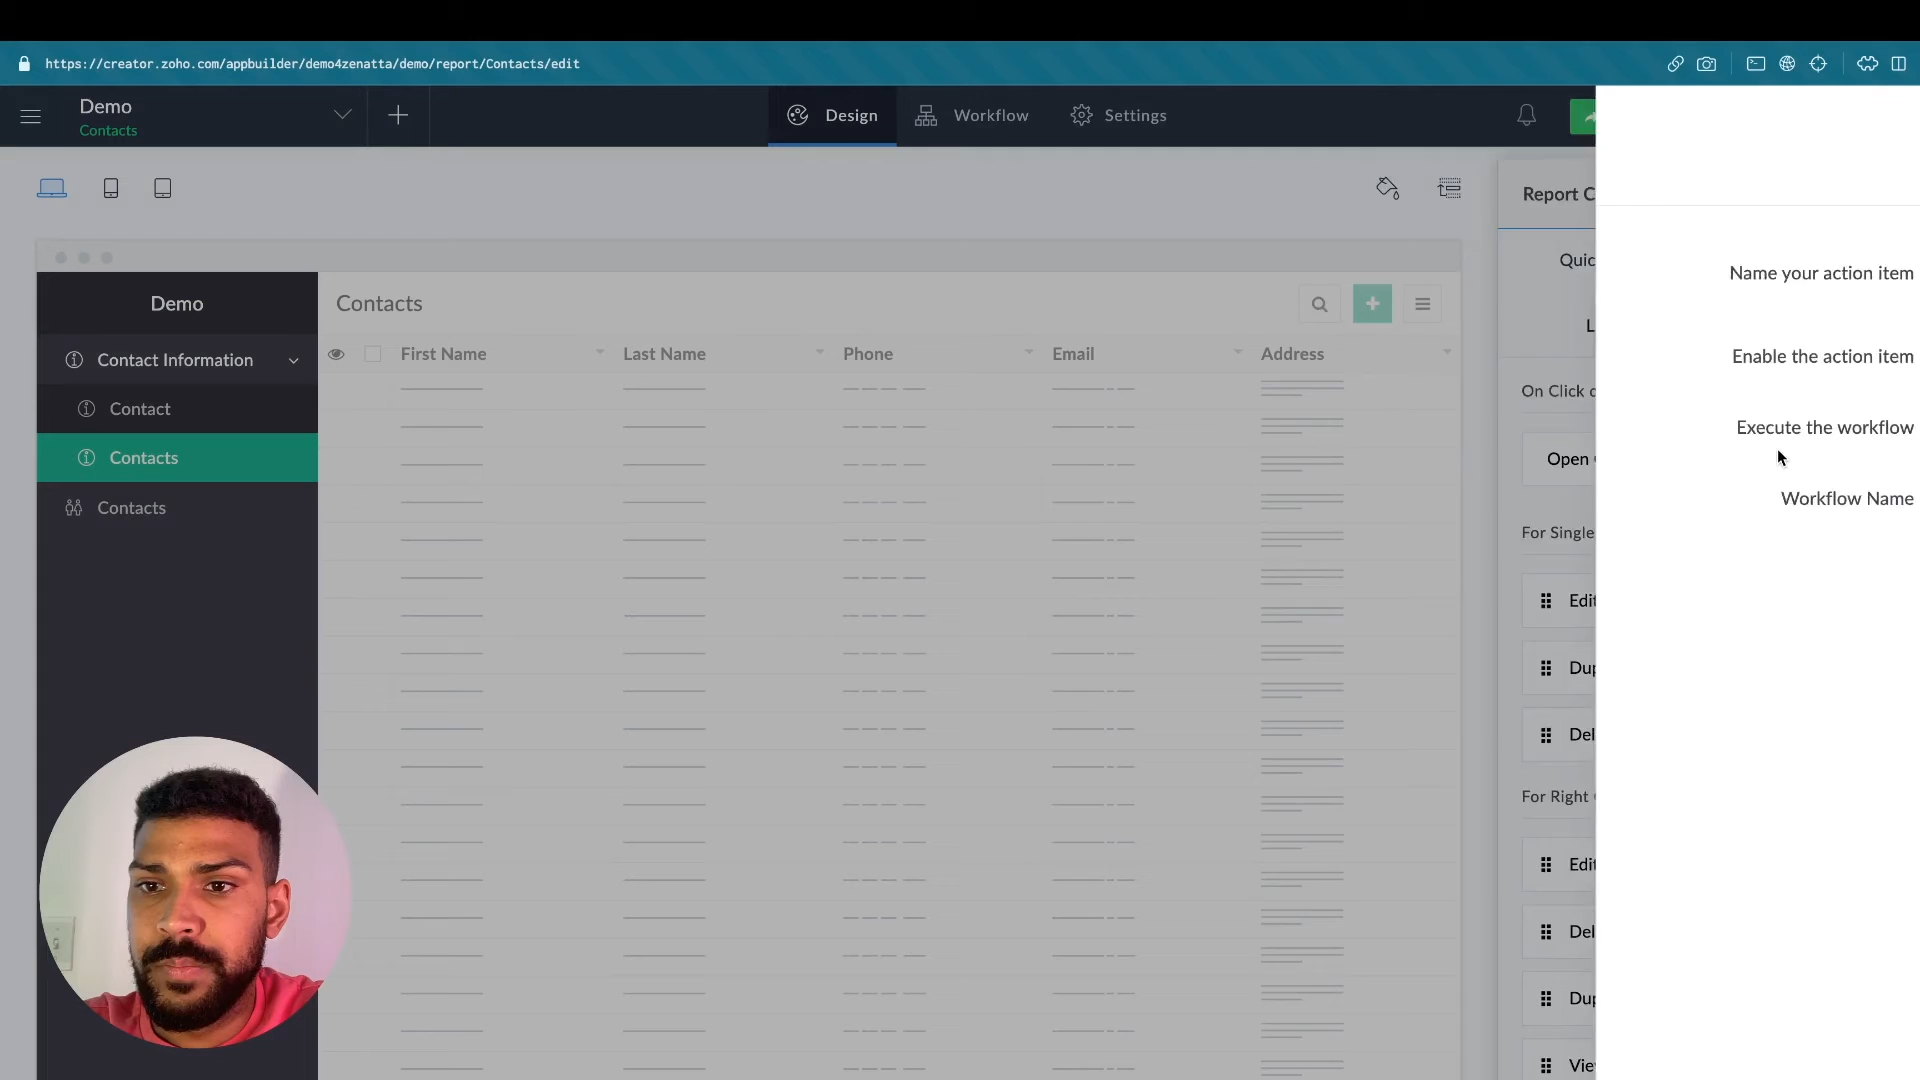 https://creator.zoho.com/appbuilder/demo4zenatta/demo/report/Contacts/edit
Demo
Contacts
Design
Workflow
Settings
Report C
Quic
L
On Click
Open
For Single
Edit
Dup
Del
For Right
Edit
Del
Dup
Vie
Demo
Contact Information
Contact
Contacts
Contacts
Contacts
First Name
Last Name
Phone
Email
Address
Name your action item
Enable the action item
Execute the workflow
Workflow Name